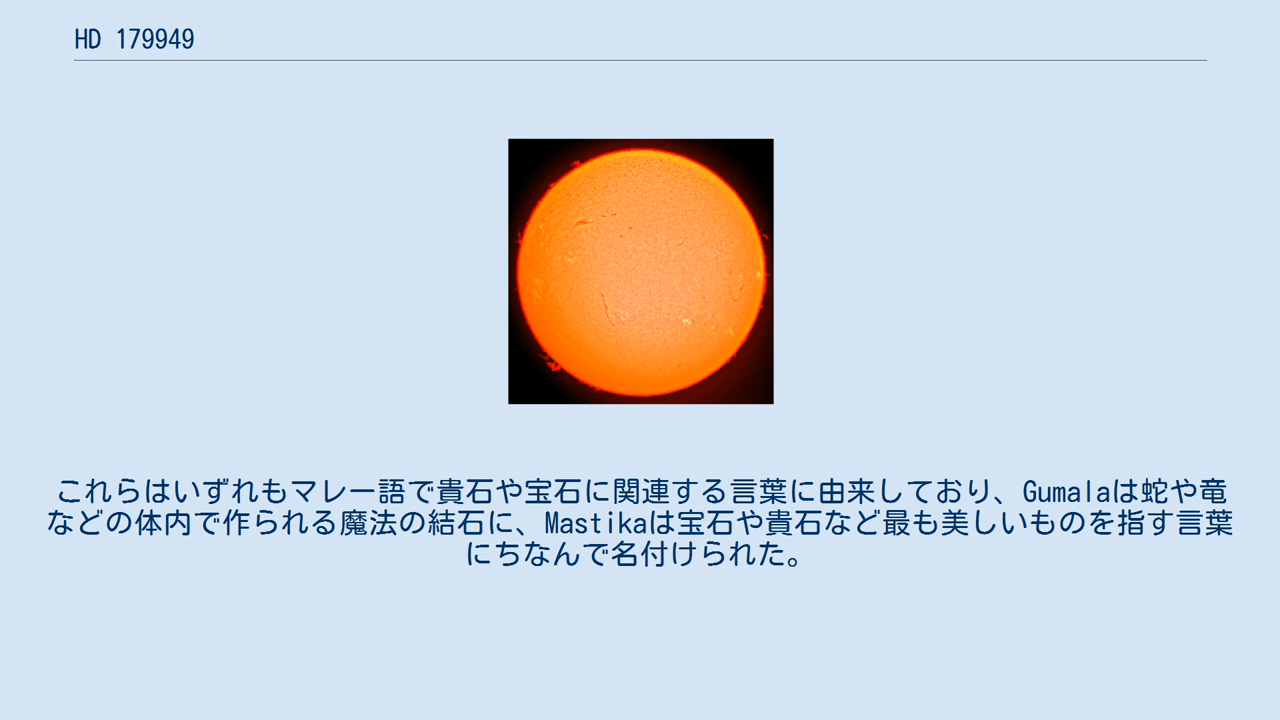 HD 179949
これらはいずれもマレー語で貴石や宝石に関連する言葉に由来しており、Gumalaは蛇や竜
などの体内で作られる魔法の結石に、Mastikaは宝石や貴石など最も美しいものを指す言葉
にちなんで名付けられた。